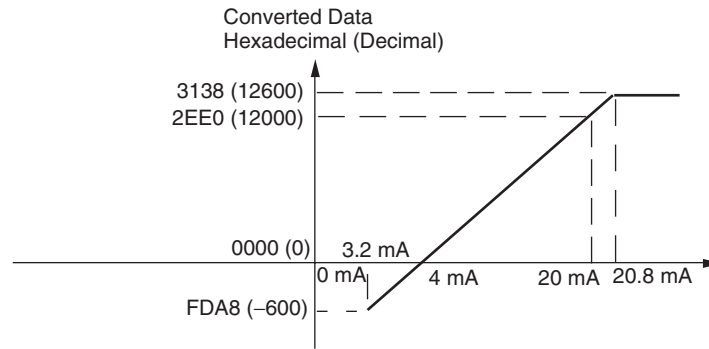 Converted Data
Hexadecimal (Decimal)
3138 (12600)
2EE0 (12000)
0000 (0)
3.2 mA
0 mA
4 mA
20 mA
20.8 mA
FDA8 (–600)